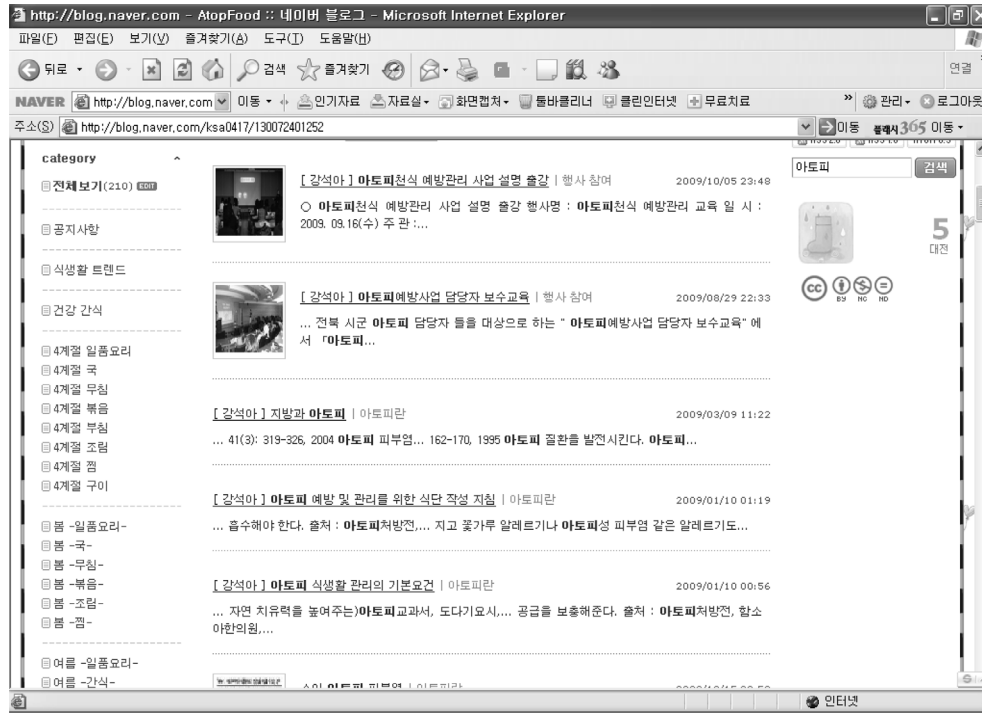 http://blog.naver.com - AtopFood :: 네이버 블로그 - Microsoft Internet Explorer
파일(F) 편집(E) 보기(V) 즐겨찾기(A) 도구(T) 도움말(H)
뒤로 검색 즐겨찾기 연결
NAVER http://blog.naver.com 이동 인기자료 자료실 화면캡쳐 툴바클리너 클린인터넷 무료치료 » 관리 로그아웃
주소(S) http://blog.naver.com/ksa0417/130072401252 이동 플래시365 이동
category
전체보기(210) EDIT
공지사항
식생활 트렌드
건강 간식
4계절 일품요리
4계절 국
4계절 무침
4계절 볶음
4계절 부침
4계절 조림
4계절 찜
4계절 구이
봄 -일품요리-
봄 -국-
봄 -무침-
봄 -볶음-
봄 -조림-
봄 -찜-
여름 -일품요리-
여름 -간식-
[ 강석아 ] 아토피천식 예방관리 사업 설명 출강 | 행사 참여 2009/10/05 23:48
○ 아토피천식 예방관리 사업 설명 출강 행사명 : 아토피천식 예방관리 교육 일 시 :
2009. 09.16(수) 주 관 :...
[ 강석아 ] 아토피예방사업 담당자 보수교육 | 행사 참여 2009/08/29 22:33
... 전북 시군 아토피 담당자 들을 대상으로 하는 " 아토피예방사업 담당자 보수교육" 에
서 「아토피...
[ 강석아 ] 지방과 아토피 | 아토피란 2009/03/09 11:22
... 41(3): 319-326, 2004 아토피 피부염... 162-170, 1995 아토피 질환을 발전시킨다. 아토피...
[ 강석아 ] 아토피 예방 및 관리를 위한 식단 작성 지침 | 아토피란 2009/01/10 01:19
... 흡수해야 한다. 출처 : 아토피처방전,... 지고 꽃가루 알레르기나 아토피성 피부염 같은 알레르기도...
[ 강석아 ] 아토피 식생활 관리의 기본요건 | 아토피란 2009/01/10 00:56
... 자연 치유력을 높여주는)아토피교과서, 도다기요시,... 공급을 보충해준다. 출처 : 아토피처방전, 함소
아한의원,...
아토피 검색
5
대전
cc BY NC ND
인터넷